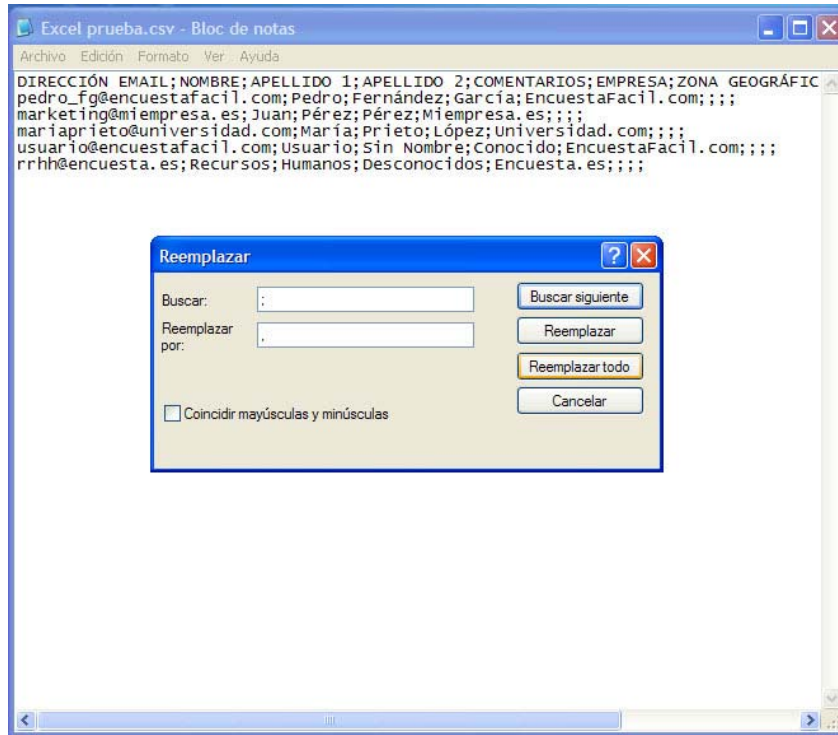 Excel prueba.csv - Bloc de notas
Archivo Edición Formato Ver Ayuda
DIRECCIÓN EMAIL;NOMBRE;APELLIDO 1;APELLIDO 2;COMENTARIOS;EMPRESA;ZONA GEOGRÁFIC
pedro_fg@encuestafacil.com;Pedro;Fernández;García;EncuestaFacil.com;;;;
marketing@miempresa.es;Juan;Pérez;Pérez;Miempresa.es;;;;
mariaprieto@universidad.com;María;Prieto;López;Universidad.com;;;;
usuario@encuestafacil.com;Usuario;Sin Nombre;Conocido;EncuestaFacil.com;;;;
rrhh@encuesta.es;Recursos;Humanos;Desconocidos;Encuesta.es;;;;
Reemplazar
Buscar: ;
Buscar siguiente
Reemplazar por: ,
Reemplazar
Reemplazar todo
Cancelar
Coincidir mayúsculas y minúsculas